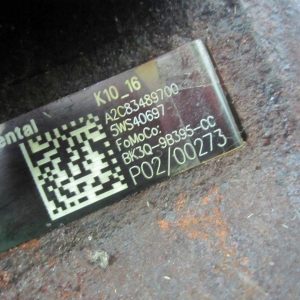 ental K10_16
A2C83489700
5WS40697
FoMoCo:
BK3Q-9B395-CC
P02/00273